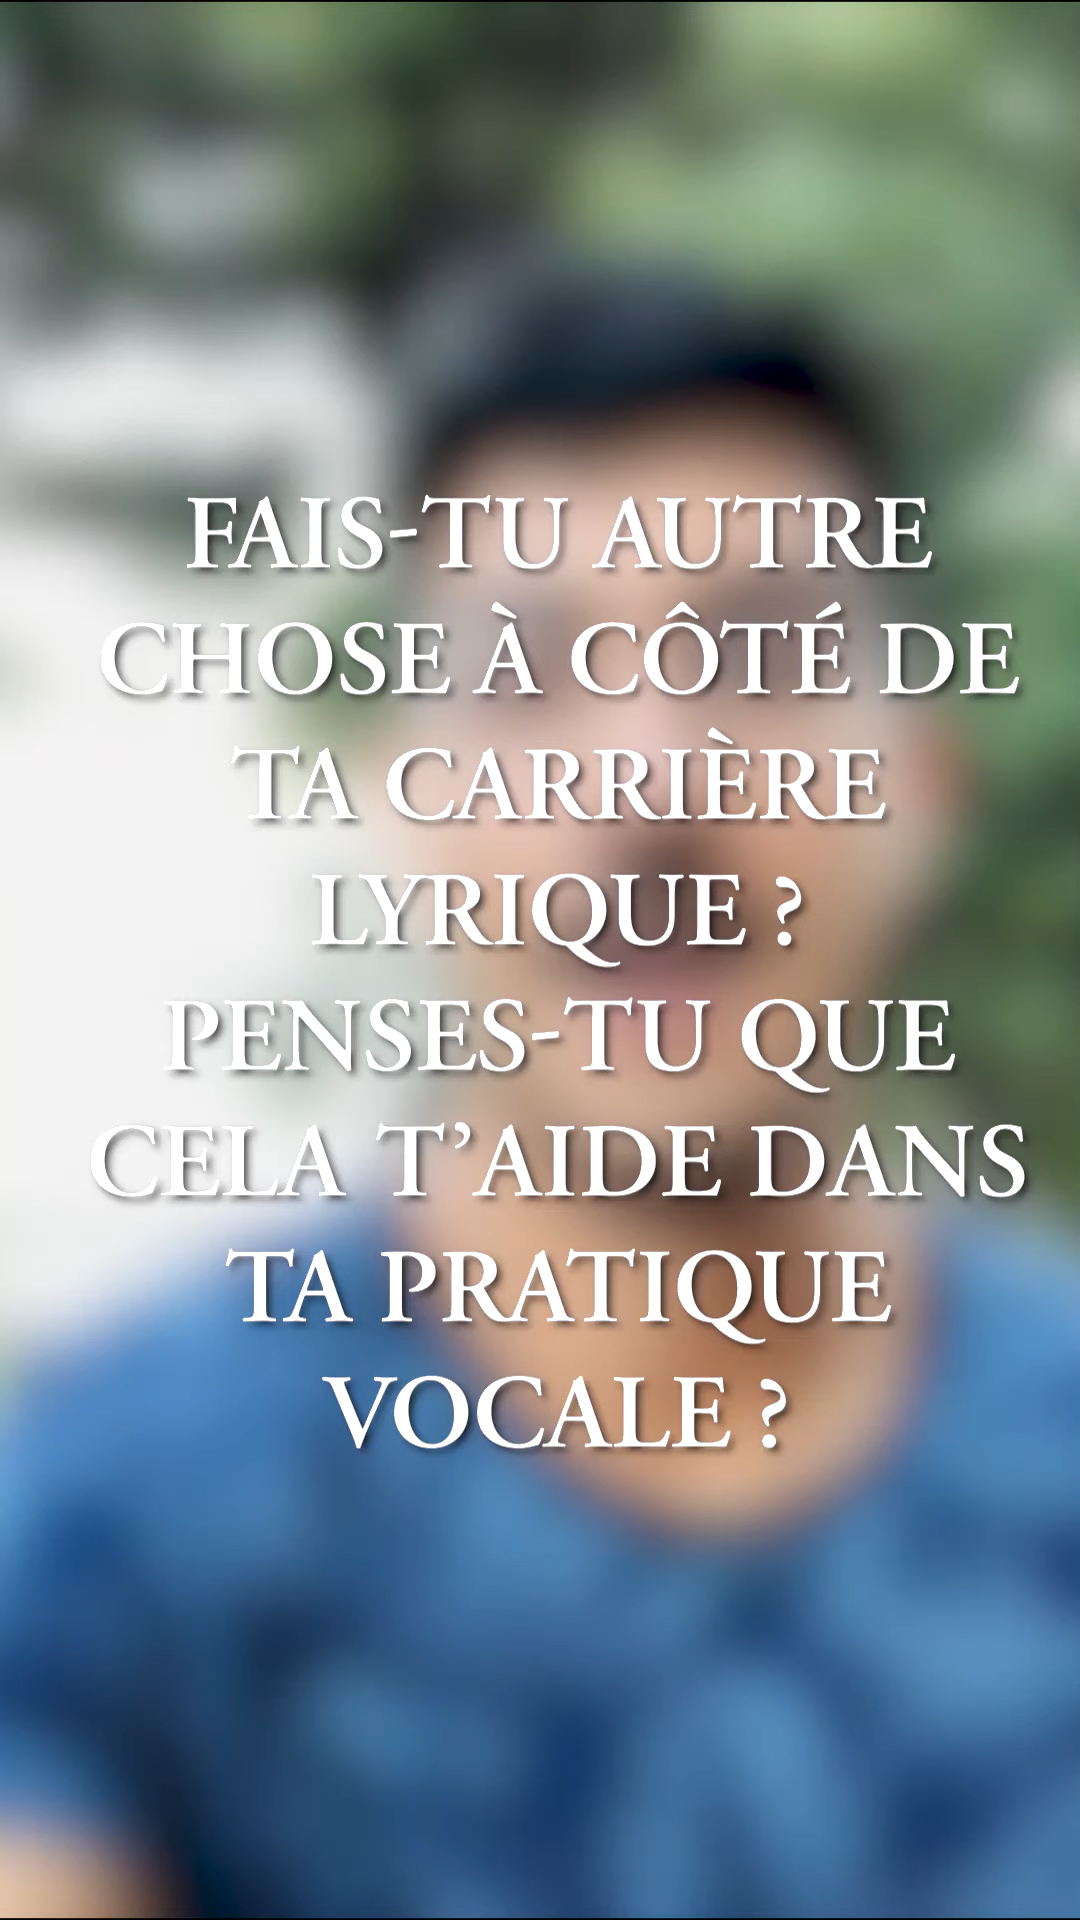 FAIS-TU AUTRE
CHOSE À CÔTÉ DE
TA CARRIÈRE
LYRIQUE ?
PENSES-TU QUE
CELA T’AIDE DANS
TA PRATIQUE
VOCALE ?